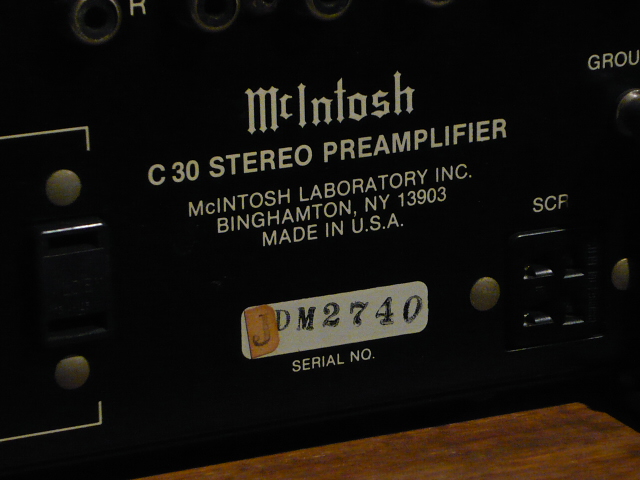 R
GROU
McIntosh
C 30 STEREO PREAMPLIFIER
McINTOSH LABORATORY INC.
BINGHAMTON, NY 13903
MADE IN U.S.A.
SCR
JDM2740
SERIAL NO.